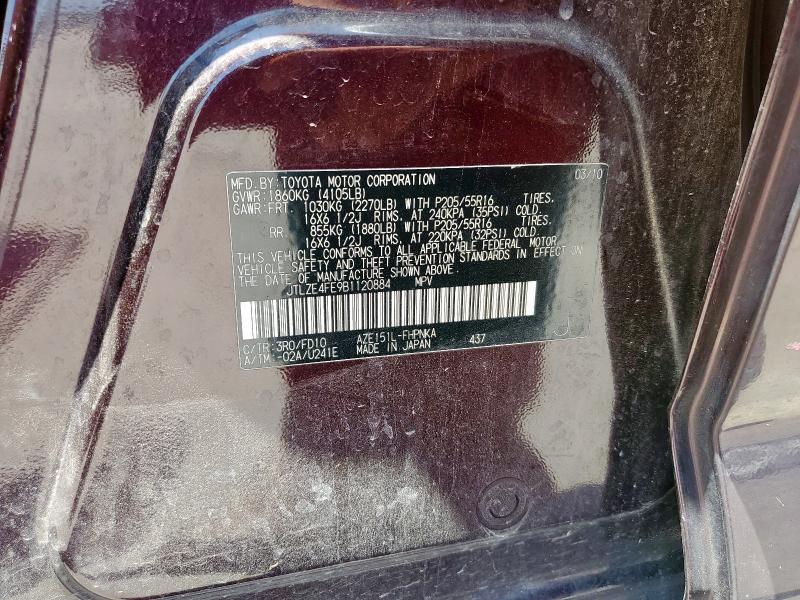 MFD.BY:TOYOTA MOTOR CORPORATION 03/10
GVWR:1860KG (4105LB)
GAWR:FRT. 1030KG (2270LB) WITH P205/55R16 TIRES.
16X6 1/2J RIMS. AT 240KPA (35PSI) COLD.
RR 855KG (1880LB) WITH P205/55R16 TIRES.
16X6 1/2J RIMS. AT 220KPA (32PSI) COLD.
THIS VEHICLE CONFORMS TO ALL APPLICABLE FEDERAL MOTOR
VEHICLE SAFETY AND THEFT PREVENTION STANDARDS IN EFFECT ON
THE DATE OF MANUFACTURE SHOWN ABOVE.
JTLZE4FE9B1120884 MPV
C/TR:3R0/FD10 AZE151L-FHPNKA 437
A/TM:-02A/U241E MADE IN JAPAN
J